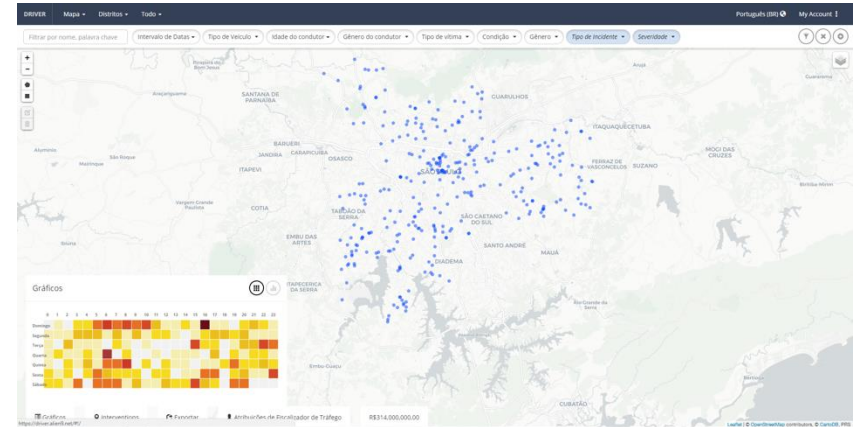 DRIVER Mapa Distritos Todo Português (BR) My Account
Filtrar por nome, palavra chave Intervalo de Datas Tipo de Veículo Idade do condutor Gênero do condutor Tipo de vítima Condição Gênero Tipo de Incidente Severidade
Pirapora do
Bom Jesus
Arujá
Guararema
Araçariguama
SANTANA DE
PARNAÍBA
GUARULHOS
ITAQUAQUECETUBA
BARUERI
Alumínio
JANDIRA CARAPICUÍBA
OSASCO
MOGI DAS
CRUZES
São Roque
Mairinque
ITAPEVI
SÃO PAULO
FERRAZ DE
VASCONCELOS
SUZANO
Biritiba Mirim
Vargem Grande
Paulista
COTIA
TABOÃO DA
SERRA
SÃO CAETANO
DO SUL
EMBU DAS
ARTES
SANTO ANDRÉ
MAUÁ
Ibiúna
DIADEMA
ITAPECERICA
DA SERRA
Rio Grande da
Serra
Embu-Guaçu
CUBATÃO
Bertioga
Gráficos
0 1 2 3 4 5 6 7 8 9 10 11 12 13 14 15 16 17 18 19 20 21 22 23
Domingo
Segunda
Terça
Quarta
Quinta
Sexta
Sábado
Gráficos Interventions Exportar Atribuições de Fiscalizador de Tráfego R$314.000.000,00
https://driver.alienfi.net/#!/
Leaflet | © OpenStreetMap contributors, © CartoDB, PRS